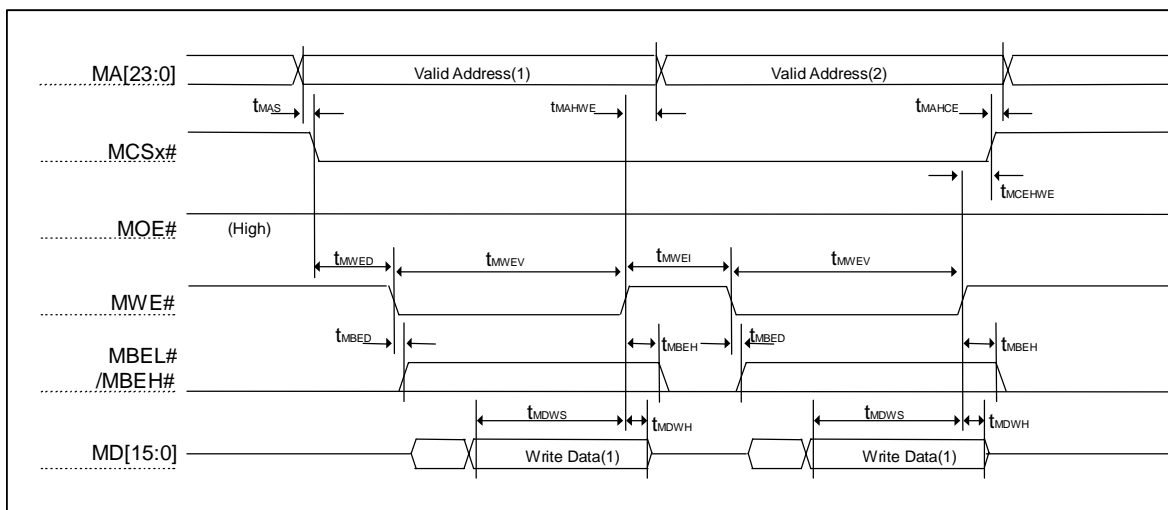 MA[23:0]
Valid Address(1)
Valid Address(2)
tMAS
tMAHWE
tMAHCE
MCSx#
tMCEHWE
MOE#
(High)
tMWED
tMWEV
tMWEI
tMWEV
MWE#
tMBED
tMBEH
tMBED
tMBEH
MBEL#
/MBEH#
tMDWS
tMDWH
tMDWS
tMDWH
MD[15:0]
Write Data(1)
Write Data(1)